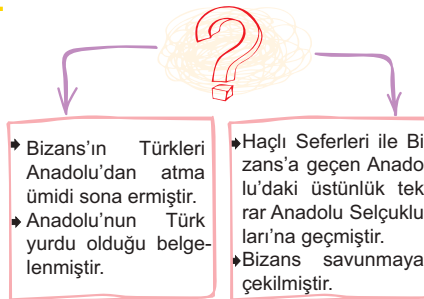 ?
Bizans'ın Türkleri
Anadolu'dan atma
ümidi sona ermiştir.
Anadolu'nun Türk
yurdu olduğu belge-
lenmiştir.
Haçlı Seferleri ile Bi
zans'a geçen Anado
lu'daki üstünlük tek
rar Anadolu Selçuklu
ları'na geçmiştir.
Bizans savunmaya
çekilmiştir.